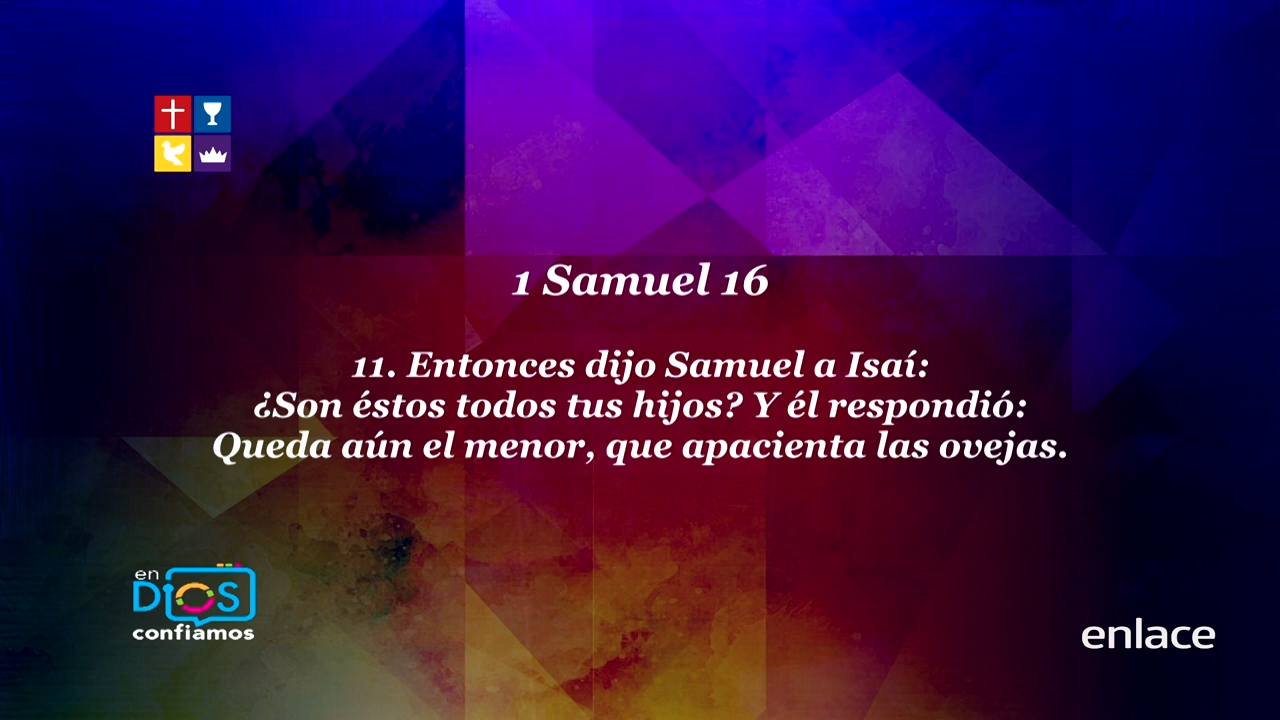 1 Samuel 16
11. Entonces dijo Samuel a Isaí:
¿Son éstos todos tus hijos? Y él respondió:
Queda aún el menor, que apacienta las ovejas.
en
DIOS
confiamos
enlace